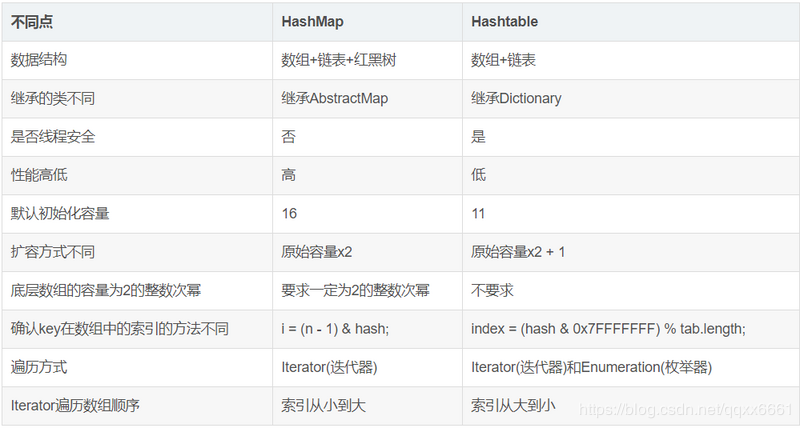 不同点 HashMap Hashtable
数据结构 数组+链表+红黑树 数组+链表
继承的类不同 继承AbstractMap 继承Dictionary
是否线程安全 否 是
性能高低 高 低
默认初始化容量 16 11
扩容方式不同 原始容量x2 原始容量x2 + 1
底层数组的容量为2的整数次幂 要求一定为2的整数次幂 不要求
确认key在数组中的索引的方法不同 i = (n - 1) & hash; index = (hash & 0x7FFFFFFF) % tab.length;
遍历方式 Iterator(迭代器) Iterator(迭代器)和Enumeration(枚举器)
Iterator遍历数组顺序 索引从小到大 索引从大到小
https://blog.csdn.net/qqxx6661